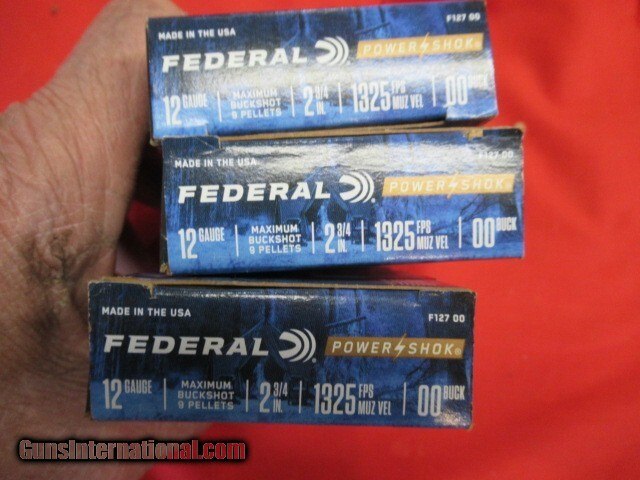 MADE IN THE USA F127 00
FEDERAL POWER SHOK®
12 GAUGE MAXIMUM BUCKSHOT 9 PELLETS 2 3/4 IN. 1325 FPS MUZ VEL 00 BUCK
MADE IN THE USA F127 00
FEDERAL POWER SHOK®
12 GAUGE MAXIMUM BUCKSHOT 9 PELLETS 2 3/4 IN. 1325 FPS MUZ VEL 00 BUCK
MADE IN THE USA F127 00
FEDERAL POWER SHOK®
12 GAUGE MAXIMUM BUCKSHOT 9 PELLETS 2 3/4 IN. 1325 FPS MUZ VEL 00 BUCK
GunsInternational.com